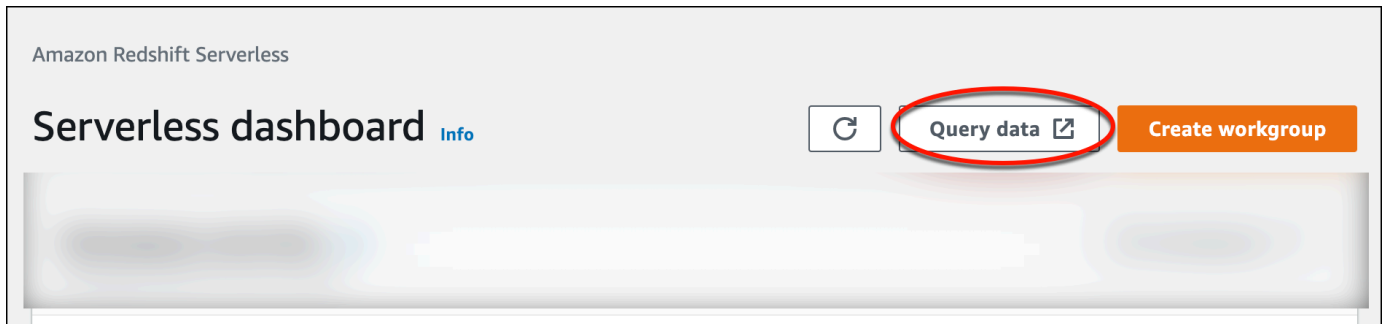 Amazon Redshift Serverless
Serverless dashboard Info
Query data
Create workgroup